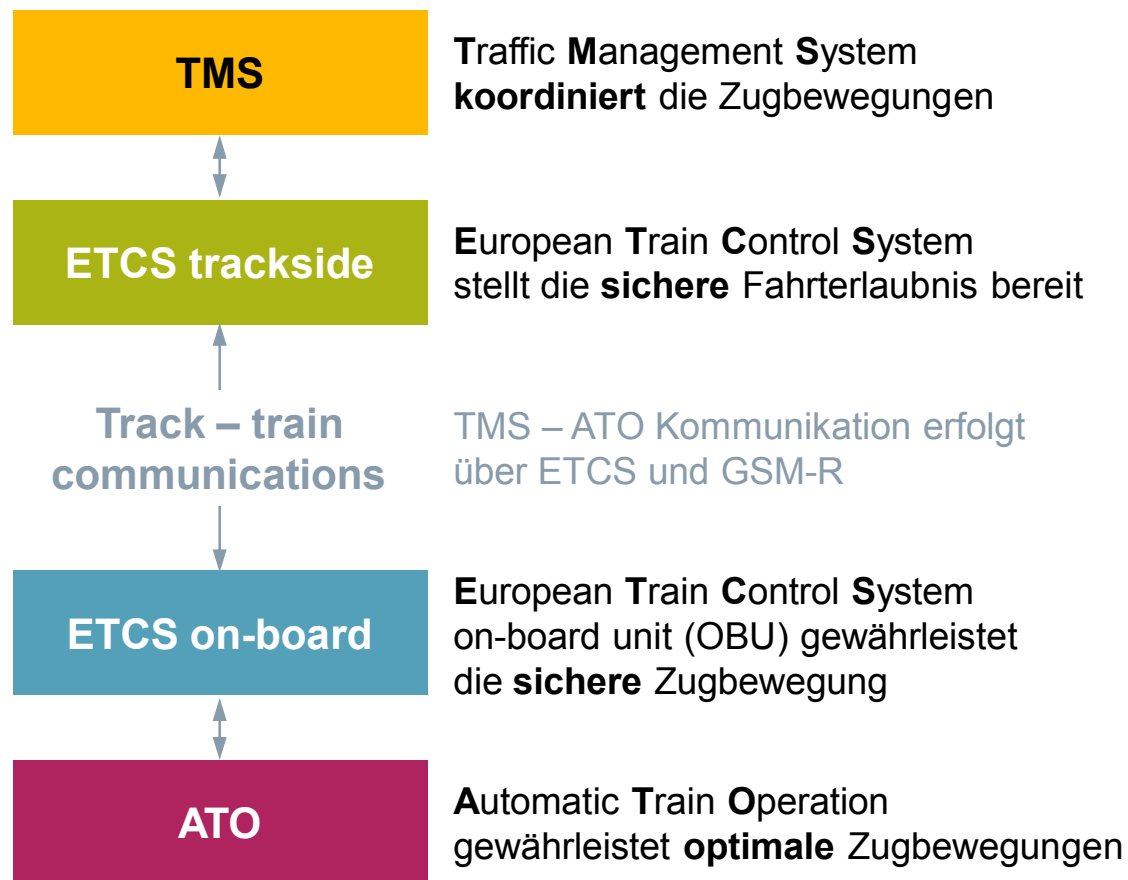 TMS
Traffic Management System
koordiniert die Zugbewegungen
ETCS trackside
European Train Control System
stellt die sichere Fahrterlaubnis bereit
Track – train
communications
TMS – ATO Kommunikation erfolgt
über ETCS und GSM-R
ETCS on-board
European Train Control System
on-board unit (OBU) gewährleistet
die sichere Zugbewegung
ATO
Automatic Train Operation
gewährleistet optimale Zugbewegungen